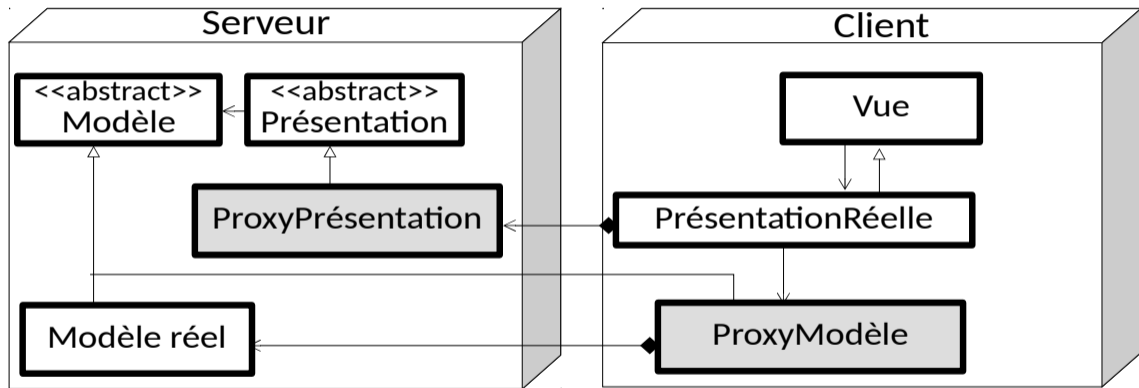 Serveur
Client
<<abstract>>
Modèle
<<abstract>>
Présentation
Vue
ProxyPrésentation
PrésentationRéelle
Modèle réel
ProxyModèle